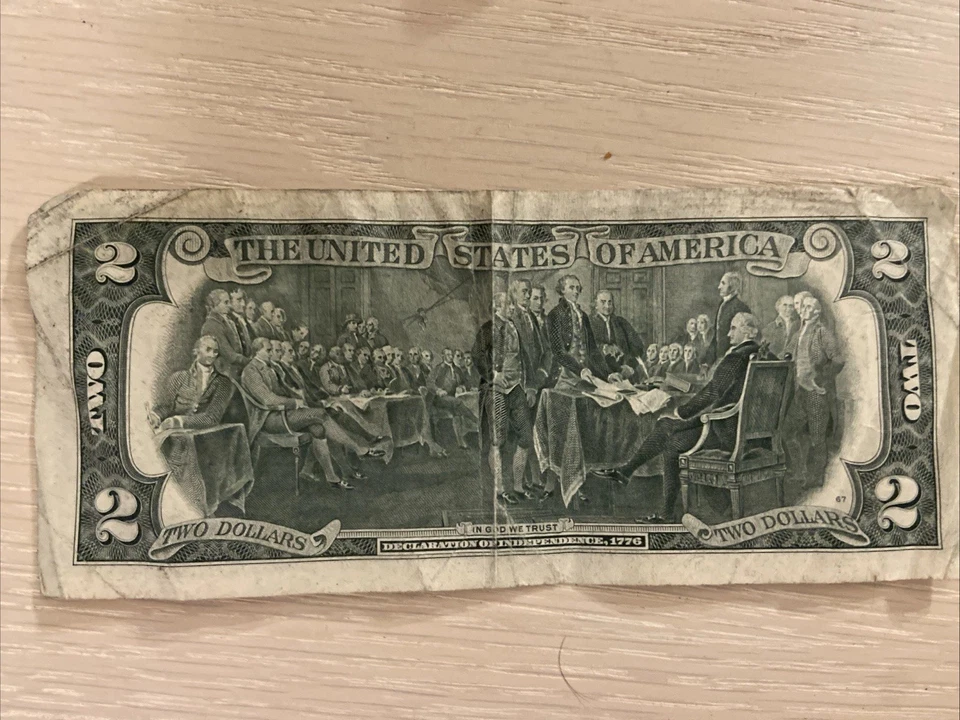 2 THE UNITED STATES OF AMERICA 2
TWO
TWO
67
2 TWO DOLLARS IN GOD WE TRUST TWO DOLLARS 2
DECLARATION OF INDEPENDENCE, 1776